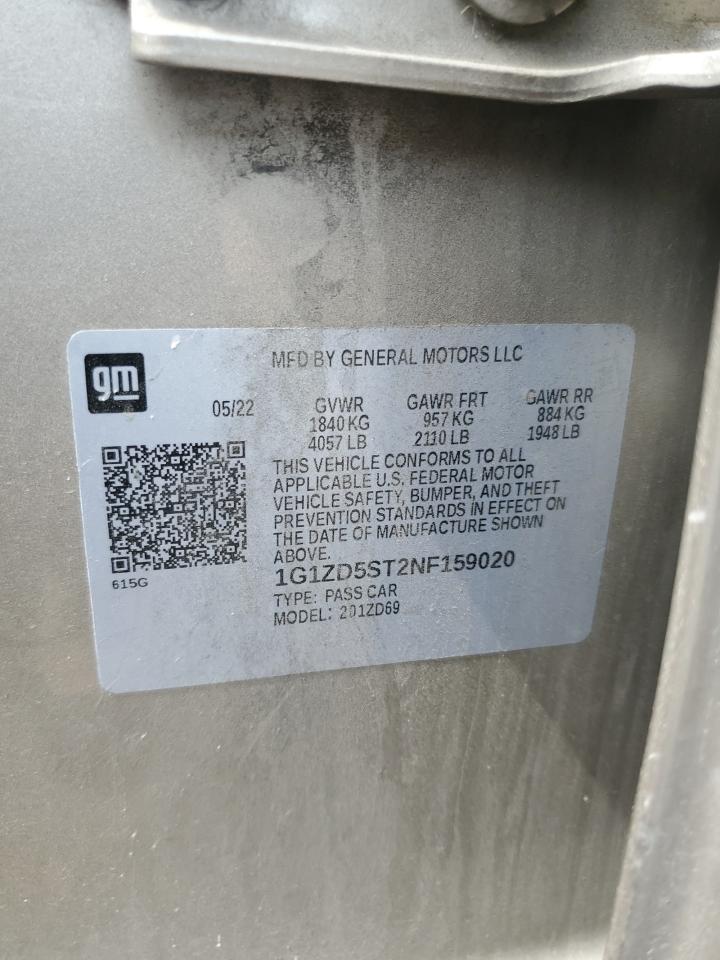 gm
MFD BY GENERAL MOTORS LLC
05/22 GVWR GAWR FRT GAWR RR
1840 KG 957 KG 884 KG
4057 LB 2110 LB 1948 LB
THIS VEHICLE CONFORMS TO ALL
APPLICABLE U.S. FEDERAL MOTOR
VEHICLE SAFETY, BUMPER, AND THEFT
PREVENTION STANDARDS IN EFFECT ON
THE DATE OF MANUFACTURE SHOWN
ABOVE.
615G
1G1ZD5ST2NF159020
TYPE: PASS CAR
MODEL: 201ZD69